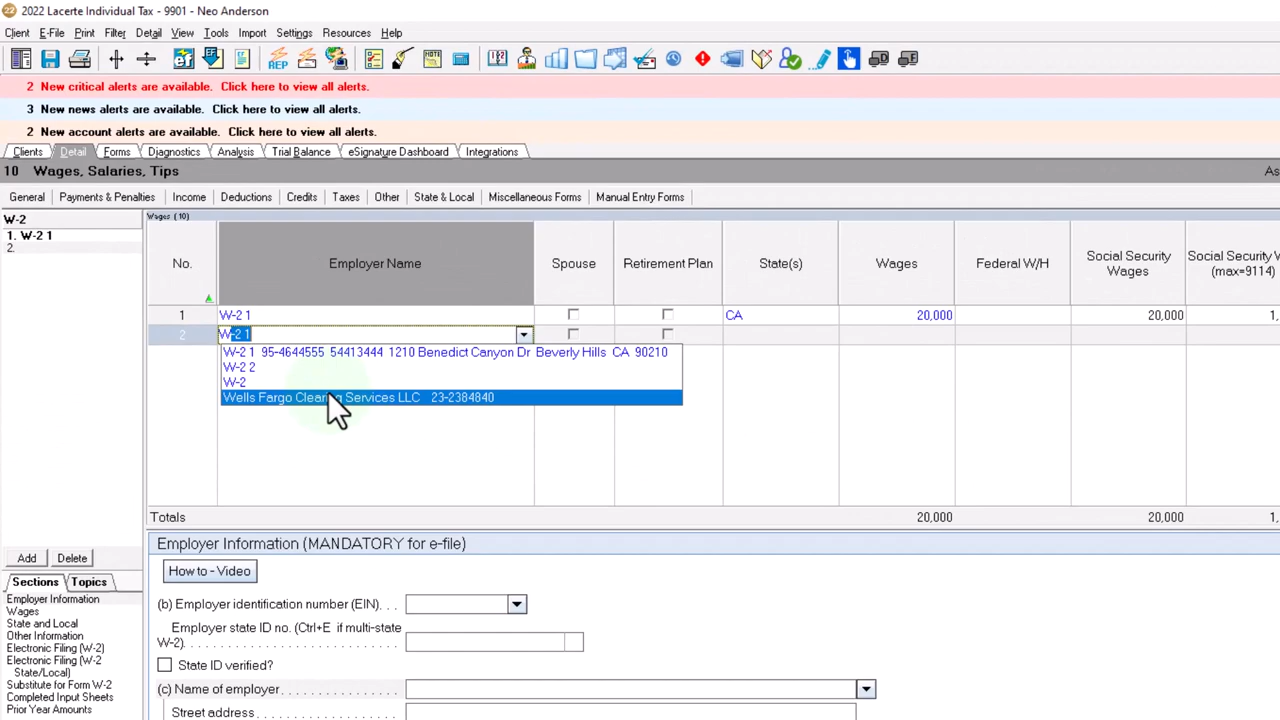 2022 Lacerte Individual Tax - 9901 - Neo Anderson
Client E-File Print Filter Detail View Tools Import Settings Resources Help
2 New critical alerts are available. Click here to view all alerts.
3 New news alerts are available. Click here to view all alerts.
2 New account alerts are available. Click here to view all alerts.
Clients Detail Forms Diagnostics Analysis Trial Balance eSignature Dashboard Integrations
10 Wages, Salaries, Tips As
General Payments & Penalties Income Deductions Credits Taxes Other State & Local Miscellaneous Forms Manual Entry Forms
W-2
1. W-2 1
2.
Wages (10)
No. Employer Name Spouse Retirement Plan State(s) Wages Federal W/H Social Security Wages Social Security W (max=9114)
1 W-2 1 CA 20,000 20,000 1,
2 W-2 1
W-2 1 95-4644555 54413444 1210 Benedict Canyon Dr Beverly Hills CA 90210
W-2 2
W-2
Wells Fargo Clearing Services LLC 23-2384840
Totals 20,000 20,000 1,
Add Delete
Sections Topics
Employer Information
Wages
State and Local
Other Information
Electronic Filing (W-2)
Electronic Filing (W-2
State/Local)
Substitute for Form W-2
Completed Input Sheets
Prior Year Amounts
Employer Information (MANDATORY for e-file)
How to - Video
(b) Employer identification number (EIN). . .
Employer state ID no. (Ctrl+E if multi-state
W-2). . . . . . . . . . . . . . . . . . . . . . . . . . . . . . .
State ID verified?
(c) Name of employer. . . . . . . . . . . . . . . . .
Street address . . . . . . . . . . . . . . . . . .